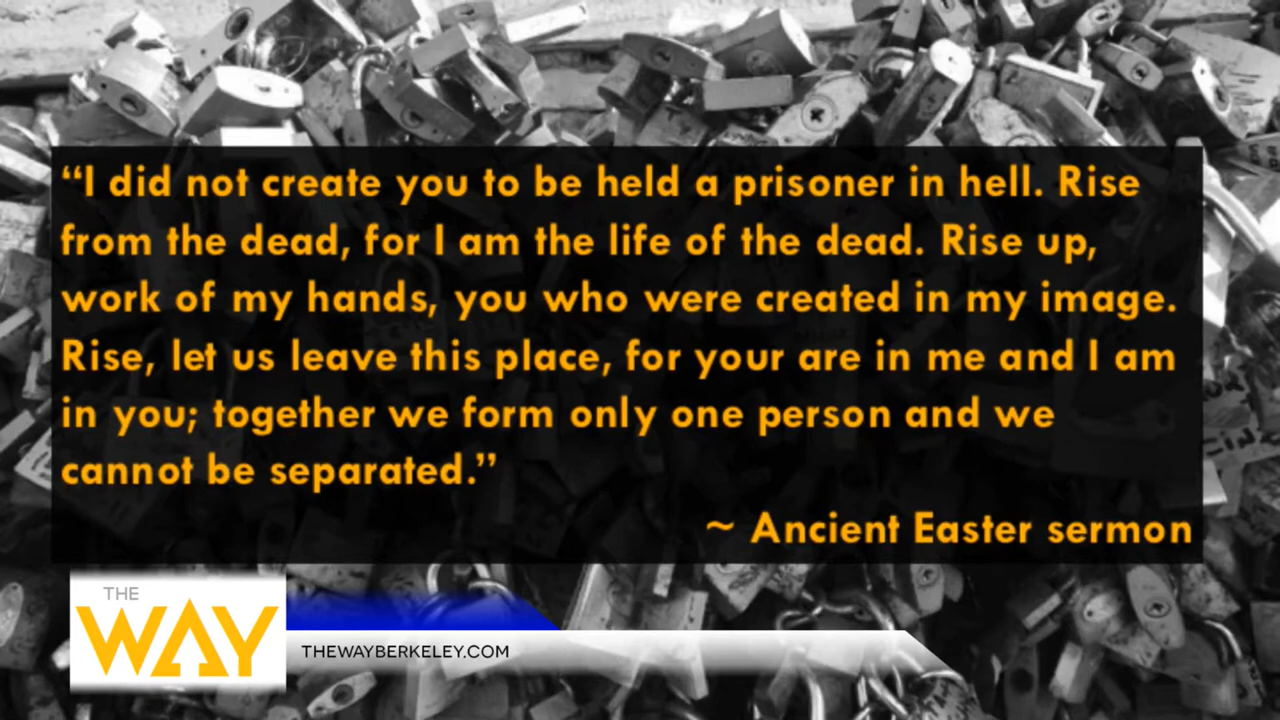 “I did not create you to be held a prisoner in hell. Rise
from the dead, for I am the life of the dead. Rise up,
work of my hands, you who were created in my image.
Rise, let us leave this place, for your are in me and I am
in you; together we form only one person and we
cannot be separated.”
~ Ancient Easter sermon
THE
WAY
THEWAYBERKELEY.COM